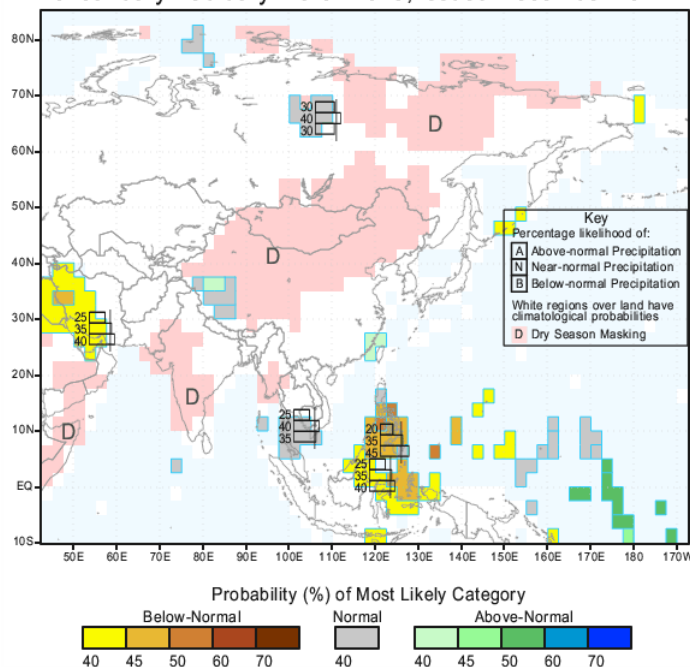 80N
70N
60N
50N
40N
30N
20N
10N
EQ
10S
50E 60E 70E 80E 90E 100E 110E 120E 130E 140E 150E 160E 170E 180 170W
30
40
30
D
D
D
D
25
35
40
25
40
35
20
35
45
25
35
40
Key
Percentage likelihood of:
A Above-normal Precipitation
N Near-normal Precipitation
B Below-normal Precipitation
White regions over land have
climatological probabilities
D Dry Season Masking
Probability (%) of Most Likely Category
Below-Normal Normal Above-Normal
40 45 50 60 70 40 40 45 50 60 70